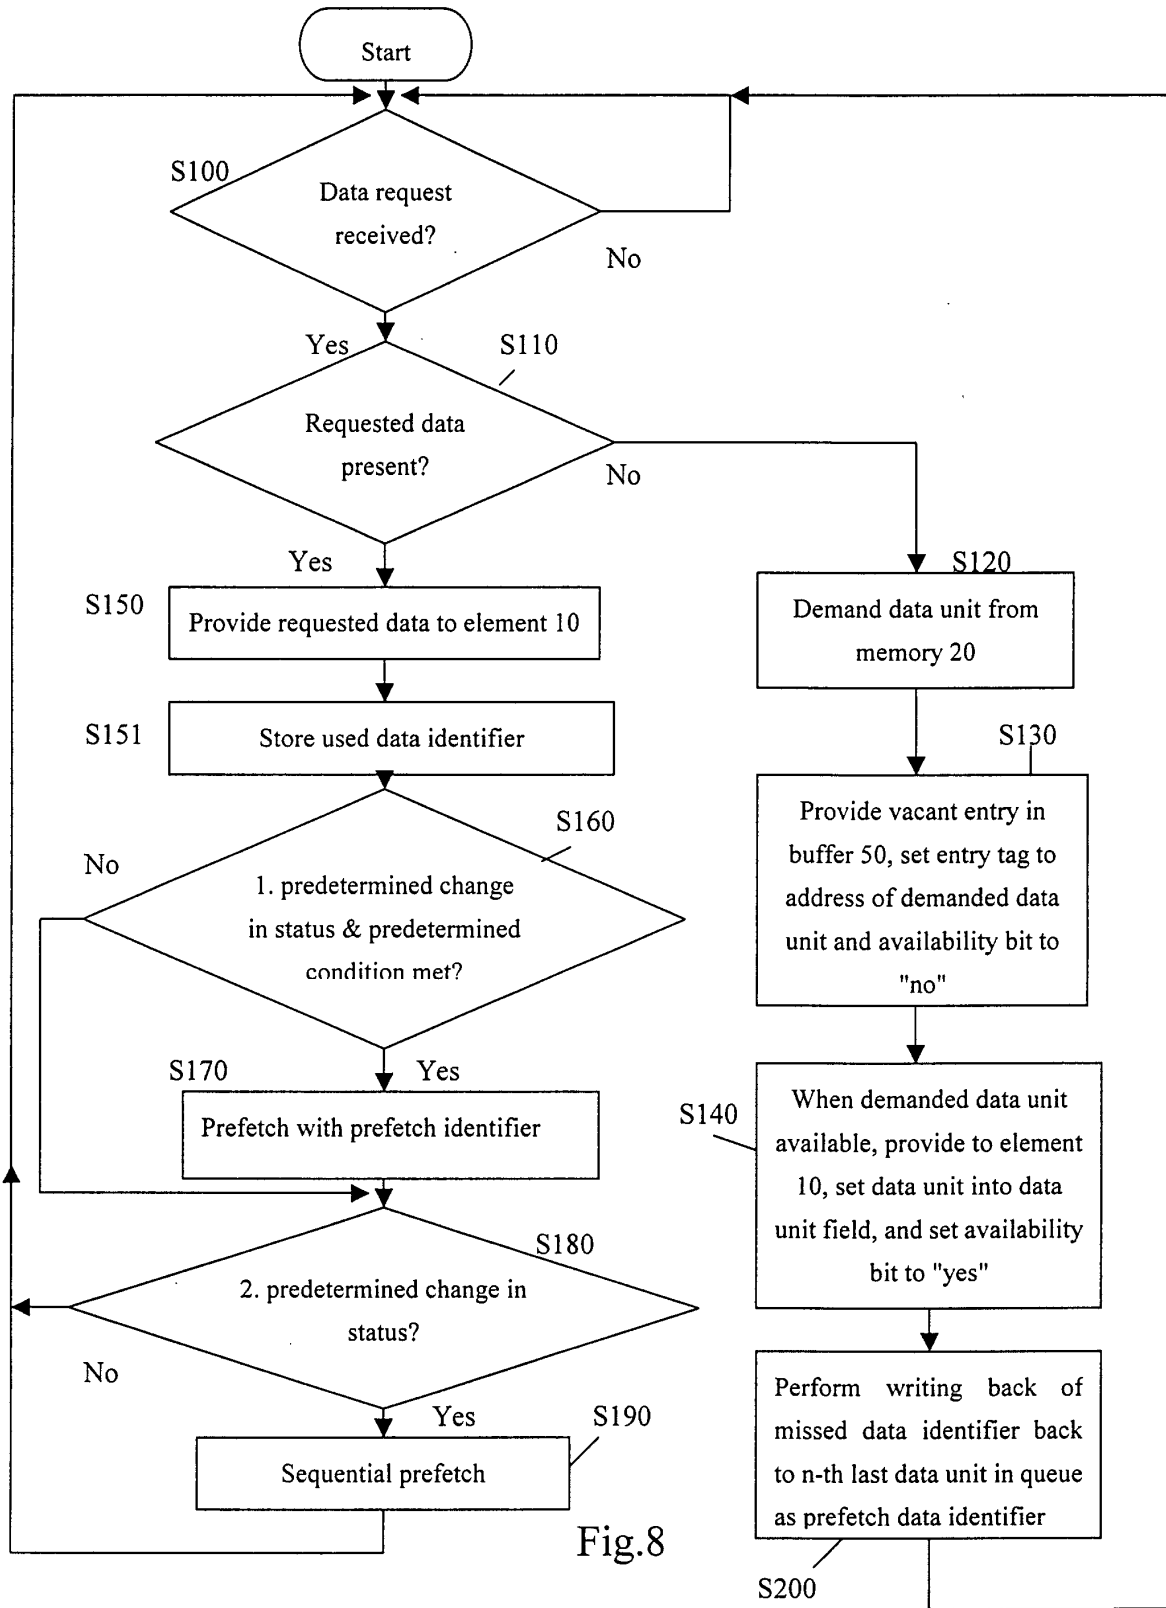 Start
S100
Data request
received?
No
Yes
S110
Requested data
present?
No
Yes
S150
Provide requested data to element 10
S151
Store used data identifier
S160
No
1. predetermined change
in status & predetermined
condition met?
S170
Yes
Prefetch with prefetch identifier
S180
2. predetermined change in
status?
No
Yes
S190
Sequential prefetch
S120
Demand data unit from
memory 20
S130
Provide vacant entry in
buffer 50, set entry tag to
address of demanded data
unit and availability bit to
"no"
S140
When demanded data unit
available, provide to element
10, set data unit into data
unit field, and set availability
bit to "yes"
Perform writing back of
missed data identifier back
to n-th last data unit in queue
as prefetch data identifier
S200
Fig.8